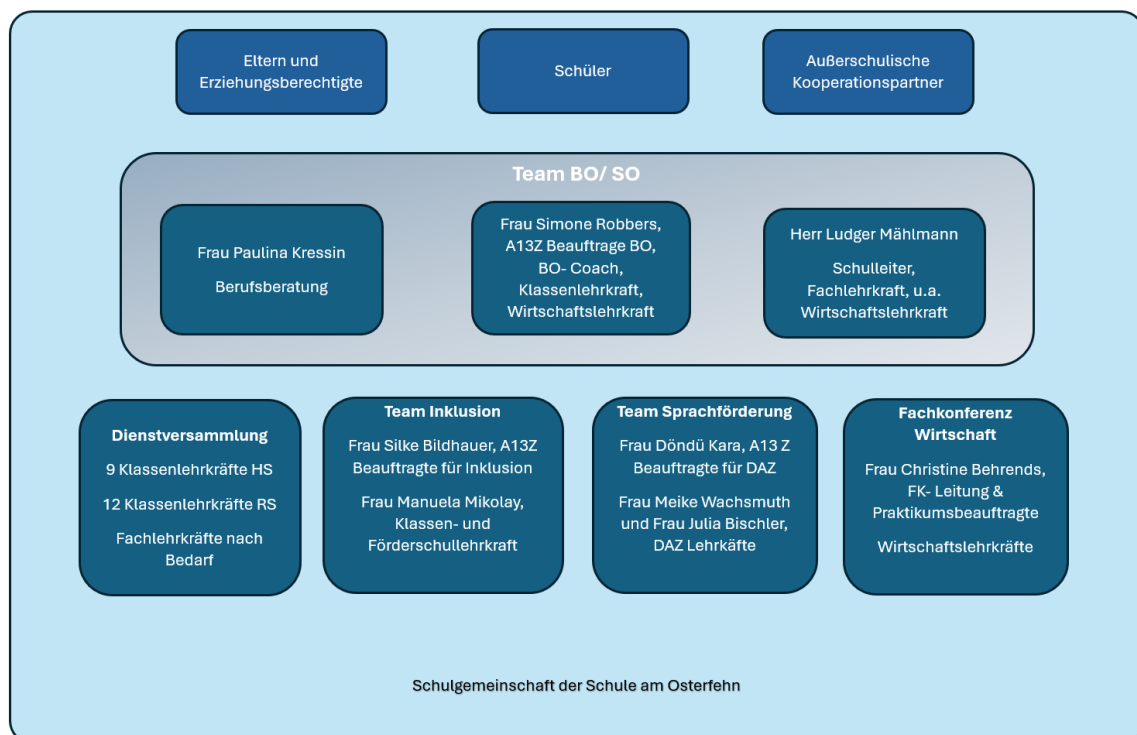 Eltern und
Erziehungsberechtigte
Schüler
Außerschulische
Kooperationspartner
Team BO/ SO
Frau Paulina Kressin
Berufsberatung
Frau Simone Robbers,
A13Z Beauftrage BO,
BO- Coach,
Klassenlehrkraft,
Wirtschaftslehrkraft
Herr Ludger Mählmann
Schulleiter,
Fachlehrkraft, u.a.
Wirtschaftslehrkraft
Dienstversammlung
9 Klassenlehrkräfte HS
12 Klassenlehrkräfte RS
Fachlehrkräfte nach
Bedarf
Team Inklusion
Frau Silke Bildhauer, A13Z
Beauftragte für Inklusion
Frau Manuela Mikolay,
Klassen- und
Förderschullehrkraft
Team Sprachförderung
Frau Döndü Kara, A13 Z
Beauftragte für DAZ
Frau Meike Wachsmuth
und Frau Julia Bischler,
DAZ Lehrkäfte
Fachkonferenz
Wirtschaft
Frau Christine Behrends,
FK- Leitung &
Praktikumsbeauftragte
Wirtschaftslehrkräfte
Schulgemeinschaft der Schule am Osterfehn